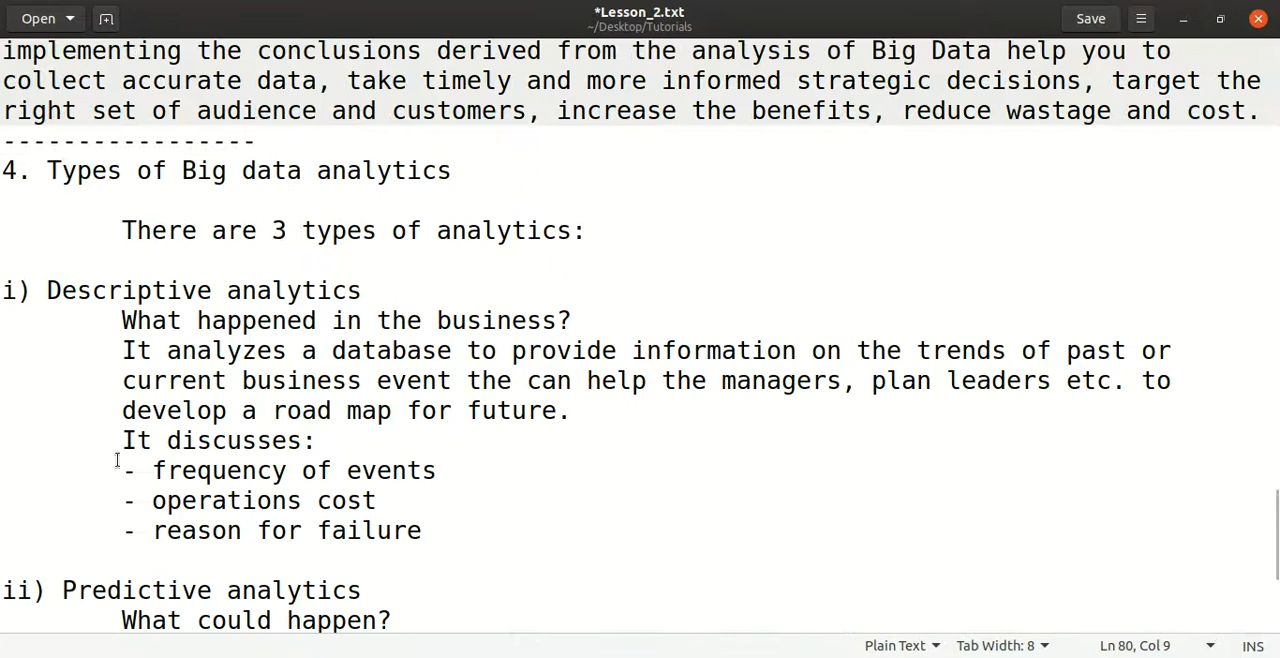 Open
*Lesson_2.txt
~/Desktop/Tutorials
Save
implementing the conclusions derived from the analysis of Big Data help you to
collect accurate data, take timely and more informed strategic decisions, target the
right set of audience and customers, increase the benefits, reduce wastage and cost.
-----------------
4. Types of Big data analytics
There are 3 types of analytics:
i) Descriptive analytics
What happened in the business?
It analyzes a database to provide information on the trends of past or
current business event the can help the managers, plan leaders etc. to
develop a road map for future.
It discusses:
- frequency of events
- operations cost
- reason for failure
ii) Predictive analytics
What could happen?
Plain Text Tab Width: 8 Ln 80, Col 9 INS